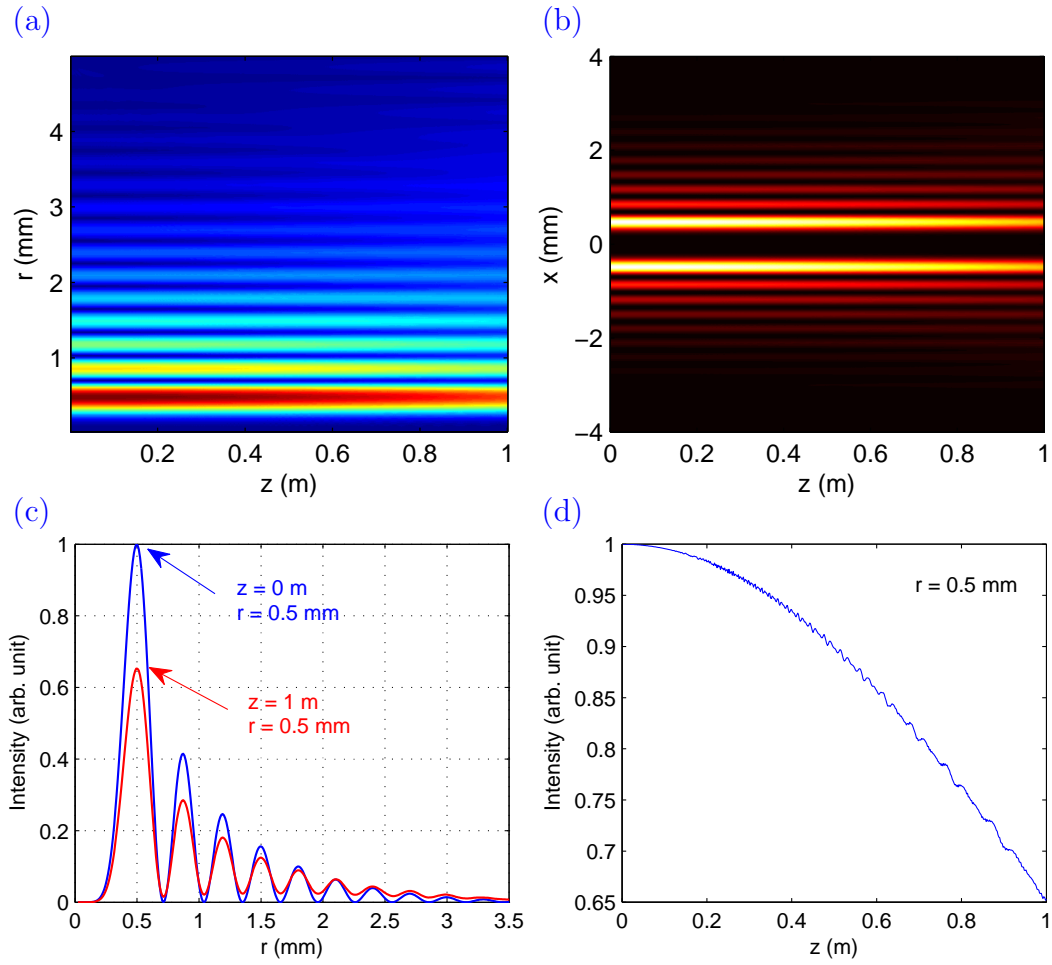 (a)
4
3
2
1
r (mm)
0.2 0.4 0.6 0.8 1
z (m)
(b)
4
2
0
−2
−4
x (mm)
0 0.2 0.4 0.6 0.8 1
z (m)
(c)
1
0.8
0.6
0.4
0.2
0
Intensity (arb. unit)
z = 0 m
r = 0.5 mm
z = 1 m
r = 0.5 mm
0 0.5 1 1.5 2 2.5 3 3.5
r (mm)
(d)
1
0.95
0.9
0.85
0.8
0.75
0.7
0.65
Intensity (arb. unit)
r = 0.5 mm
0 0.2 0.4 0.6 0.8 1
z (m)